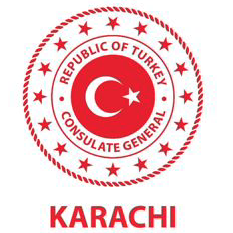 REPUBLIC OF TURKEY
CONSULATE GENERAL
KARACHI